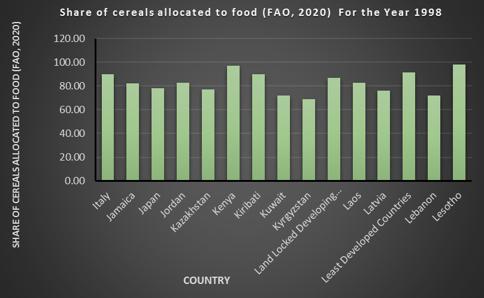 Share of cereals allocated to food (FAO, 2020) For the Year 1998
SHARE OF CEREALS ALLOCATED TO FOOD (FAO, 2020)
120.00
100.00
80.00
60.00
40.00
20.00
0.00
Italy
Jamaica
Japan
Jordan
Kazakhstan
Kenya
Kiribati
Kuwait
Kyrgyzstan
Land Locked Developing...
Laos
Latvia
Least Developed Countries
Lebanon
Lesotho
COUNTRY